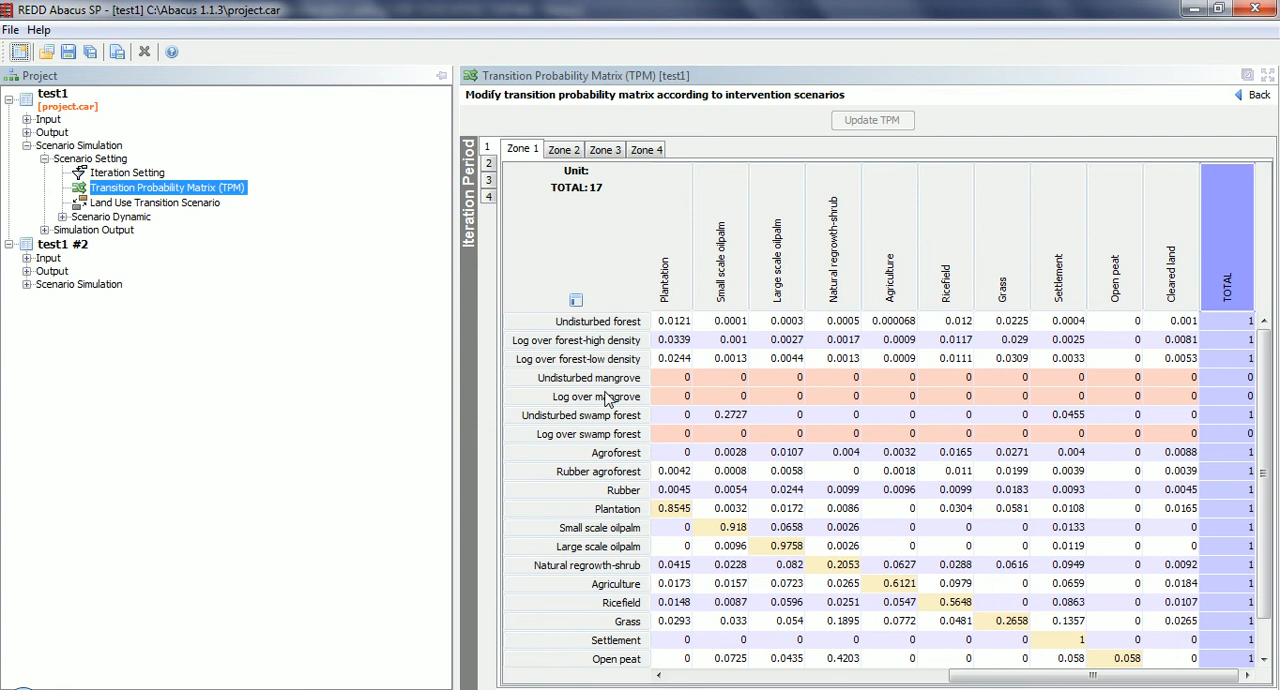 REDD Abacus SP - [test1] C:\Abacus 1.1.3\project.car
File Help
Project
test1
[project.car]
Input
Output
Scenario Simulation
Scenario Setting
Iteration Setting
Transition Probability Matrix (TPM)
Land Use Transition Scenario
Scenario Dynamic
Simulation Output
test1 #2
Input
Output
Scenario Simulation
Transition Probability Matrix (TPM) [test1]
Modify transition probability matrix according to intervention scenarios
Back
Update TPM
Iteration Period
1
2
3
4
Zone 1 Zone 2 Zone 3 Zone 4
Unit:
TOTAL: 17
Plantation Small scale oilpalm Large scale oilpalm Natural regrowth-shrub Agriculture Ricefield Grass Settlement Open peat Cleared land TOTAL
Undisturbed forest 0.0121 0.0001 0.0003 0.0005 0.000068 0.012 0.0225 0.0004 0 0.001 1
Log over forest-high density 0.0339 0.001 0.0027 0.0017 0.0009 0.0117 0.029 0.0025 0 0.0081 1
Log over forest-low density 0.0244 0.0013 0.0044 0.0013 0.0009 0.0111 0.0309 0.0033 0 0.0053 1
Undisturbed mangrove 0 0 0 0 0 0 0 0 0 0 0
Log over mangrove 0 0 0 0 0 0 0 0 0 0 0
Undisturbed swamp forest 0 0.2727 0 0 0 0 0 0.0455 0 0 1
Log over swamp forest 0 0 0 0 0 0 0 0 0 0 0
Agroforest 0 0.0028 0.0107 0.004 0.0032 0.0165 0.0271 0.004 0 0.0088 1
Rubber agroforest 0.0042 0.0008 0.0058 0 0.0018 0.011 0.0199 0.0039 0 0.0039 1
Rubber 0.0045 0.0054 0.0244 0.0099 0.0096 0.0099 0.0183 0.0093 0 0.0045 1
Plantation 0.8545 0.0032 0.0172 0.0086 0 0.0304 0.0581 0.0108 0 0.0165 1
Small scale oilpalm 0 0.918 0.0658 0.0026 0 0 0 0.0133 0 0 1
Large scale oilpalm 0 0.0096 0.9758 0.0026 0 0 0 0.0119 0 0 1
Natural regrowth-shrub 0.0415 0.0228 0.082 0.2053 0.0627 0.0288 0.0616 0.0949 0 0.0092 1
Agriculture 0.0173 0.0157 0.0723 0.0265 0.6121 0.0979 0 0.0659 0 0.0184 1
Ricefield 0.0148 0.0087 0.0596 0.0251 0.0547 0.5648 0 0.0863 0 0.0107 1
Grass 0.0293 0.033 0.054 0.1895 0.0772 0.0481 0.2658 0.1357 0 0.0265 1
Settlement 0 0 0 0 0 0 0 1 0 0 1
Open peat 0 0.0725 0.0435 0.4203 0 0 0 0.058 0.058 0 1